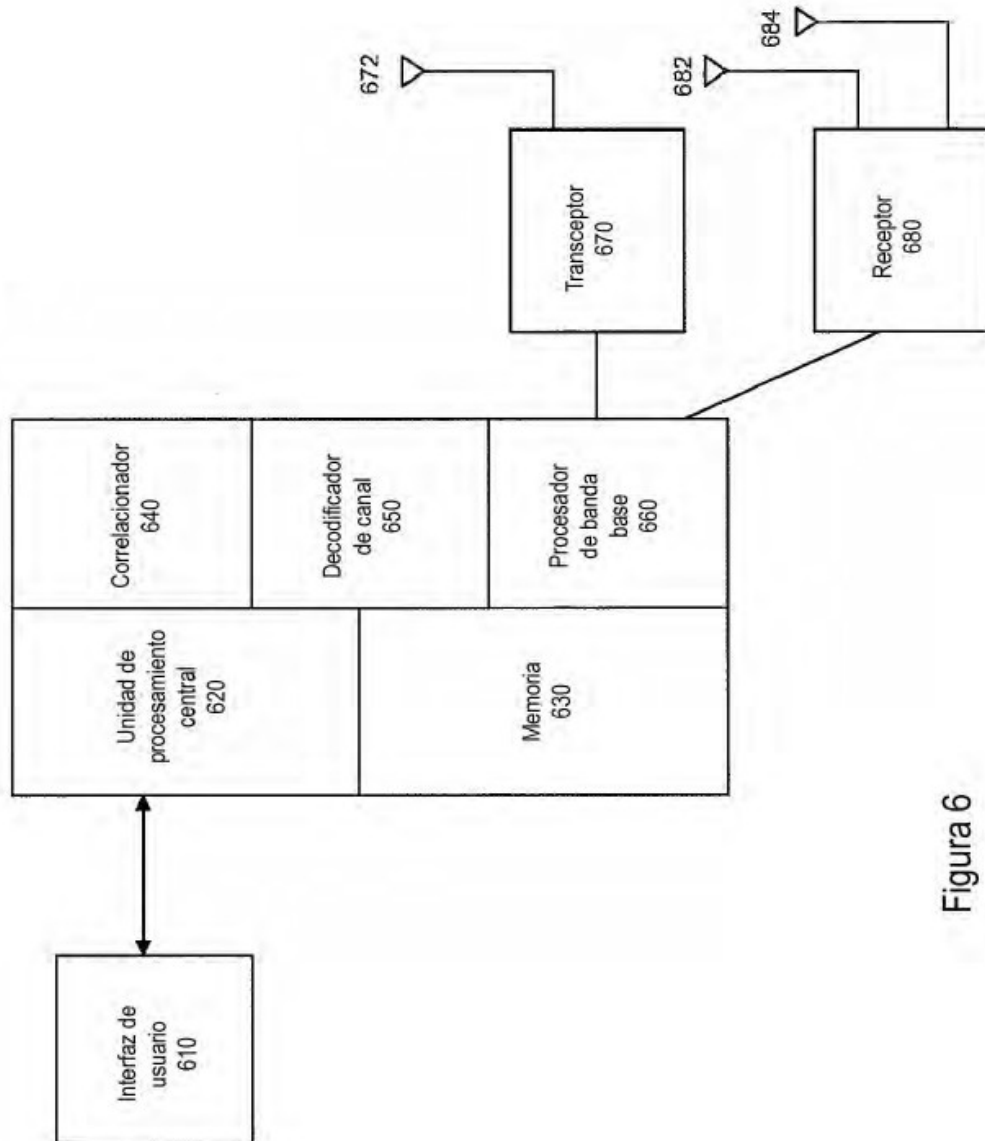 Interfaz de
usuario
610
Unidad de
procesamiento
central
620
Memoria
630
Correlacionador
640
Decodificador
de canal
650
Procesador
de banda
base
660
Transceptor
670
672
Receptor
680
682
684
Figura 6